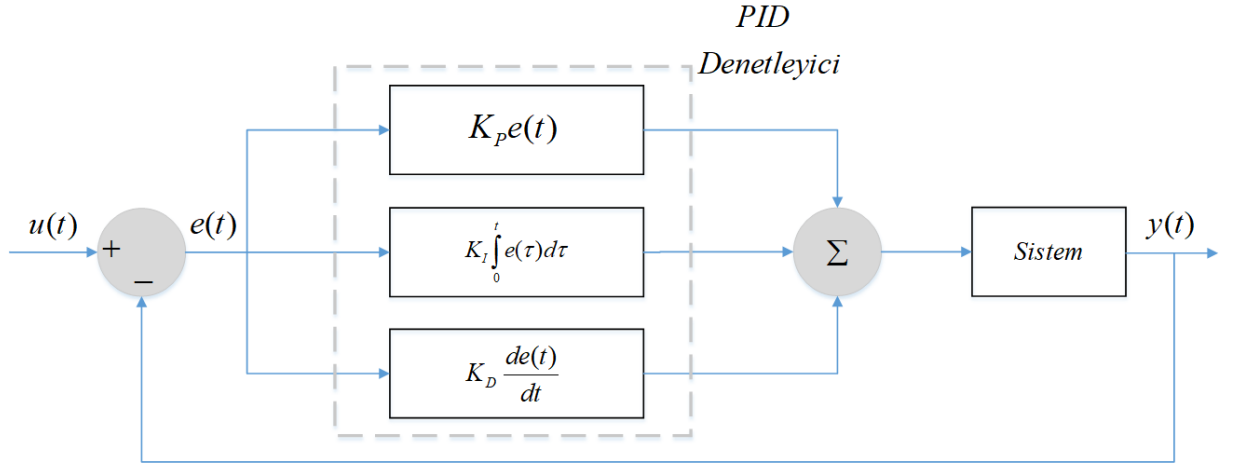 PID
Denetleyici
K_P e(t)
u(t)
+
−
e(t)
K_I ∫_0^t e(τ)dτ
Σ
Sistem
y(t)
K_D de(t)/dt